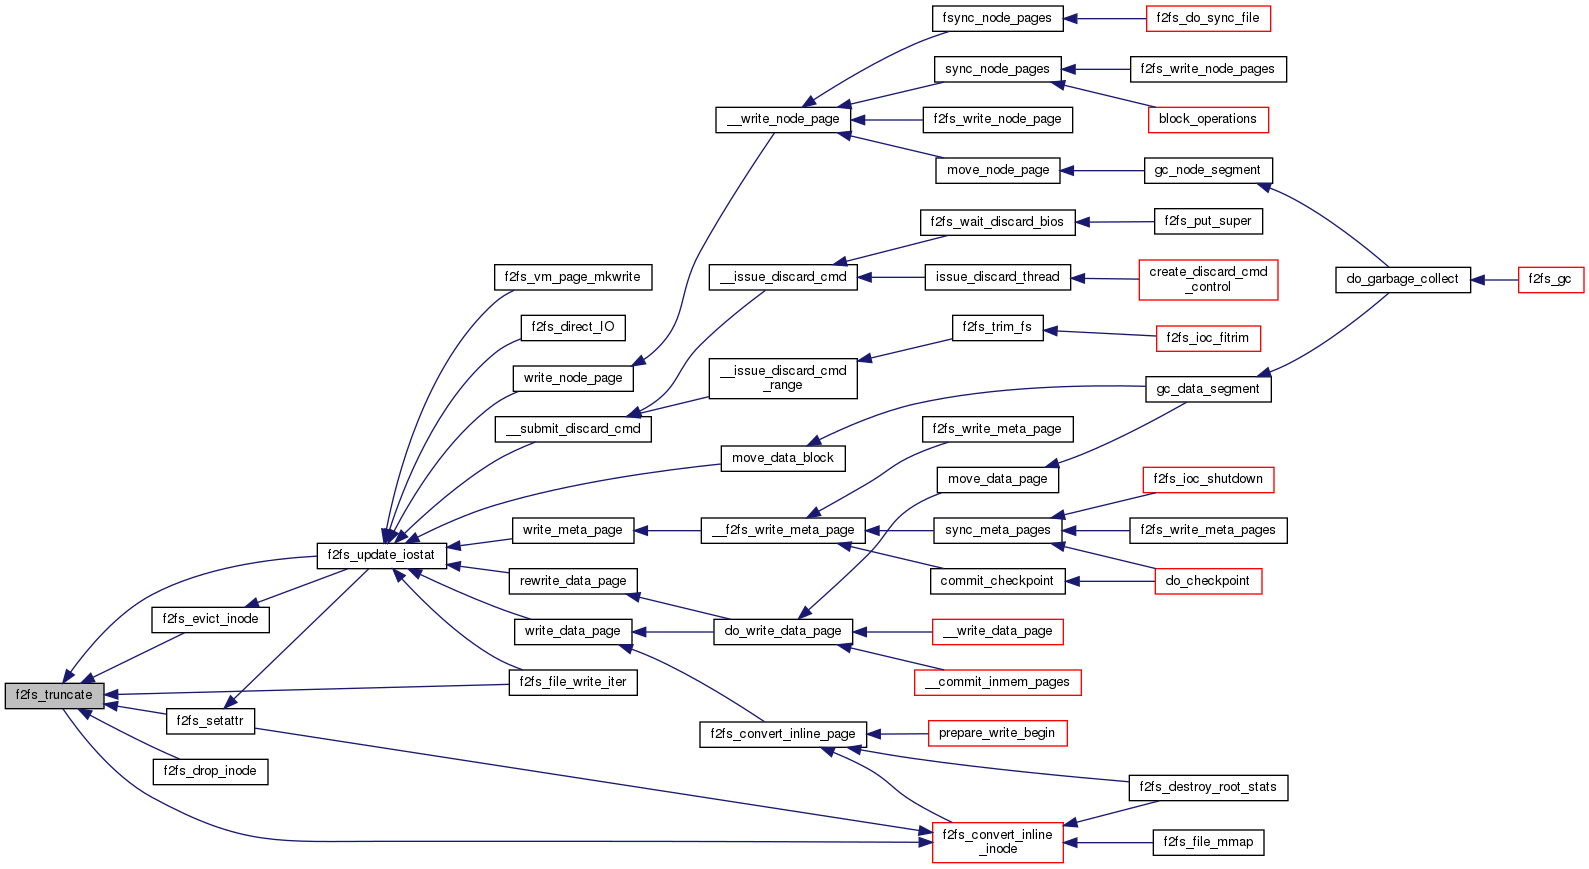 fsync_node_pages
f2fs_do_sync_file
sync_node_pages
f2fs_write_node_pages
__write_node_page
f2fs_write_node_page
block_operations
move_node_page
gc_node_segment
f2fs_wait_discard_bios
f2fs_put_super
f2fs_vm_page_mkwrite
__issue_discard_cmd
issue_discard_thread
create_discard_cmd
_control
do_garbage_collect
f2fs_gc
f2fs_direct_IO
f2fs_trim_fs
f2fs_ioc_fitrim
write_node_page
__issue_discard_cmd
_range
gc_data_segment
__submit_discard_cmd
f2fs_write_meta_page
move_data_block
move_data_page
f2fs_ioc_shutdown
write_meta_page
__f2fs_write_meta_page
sync_meta_pages
f2fs_write_meta_pages
f2fs_update_iostat
rewrite_data_page
commit_checkpoint
do_checkpoint
f2fs_evict_inode
write_data_page
do_write_data_page
__write_data_page
f2fs_truncate
f2fs_file_write_iter
__commit_inmem_pages
f2fs_setattr
f2fs_convert_inline_page
prepare_write_begin
f2fs_drop_inode
f2fs_destroy_root_stats
f2fs_convert_inline
_inode
f2fs_file_mmap